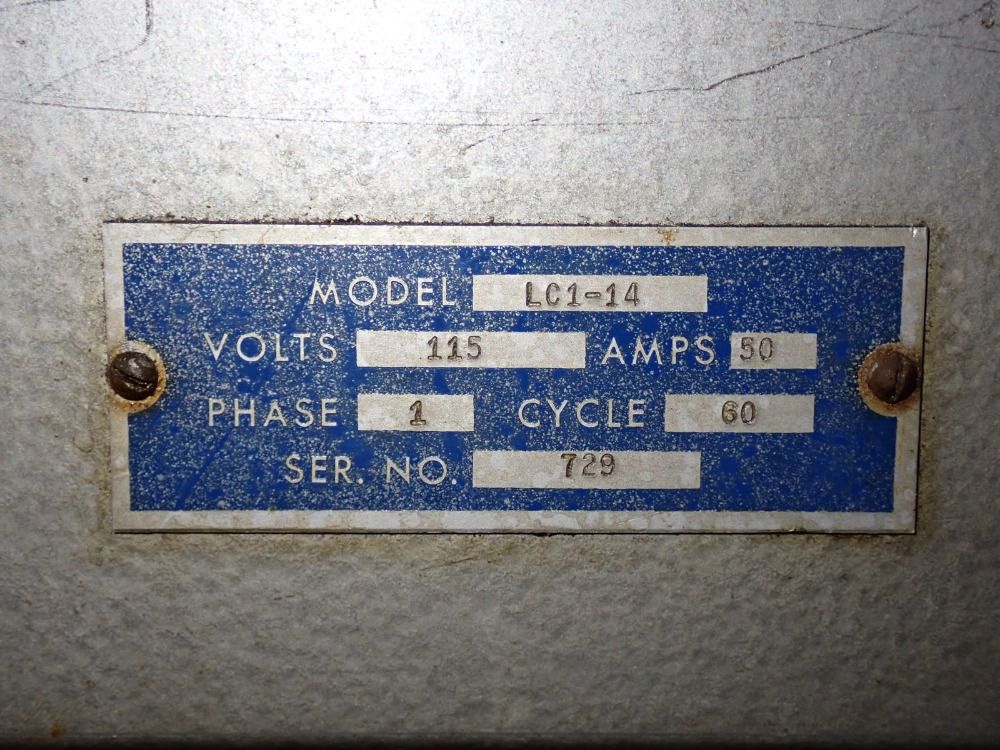 MODEL LC1-14
VOLTS 115 AMPS 50
PHASE 1 CYCLE 60
SER. NO. 729